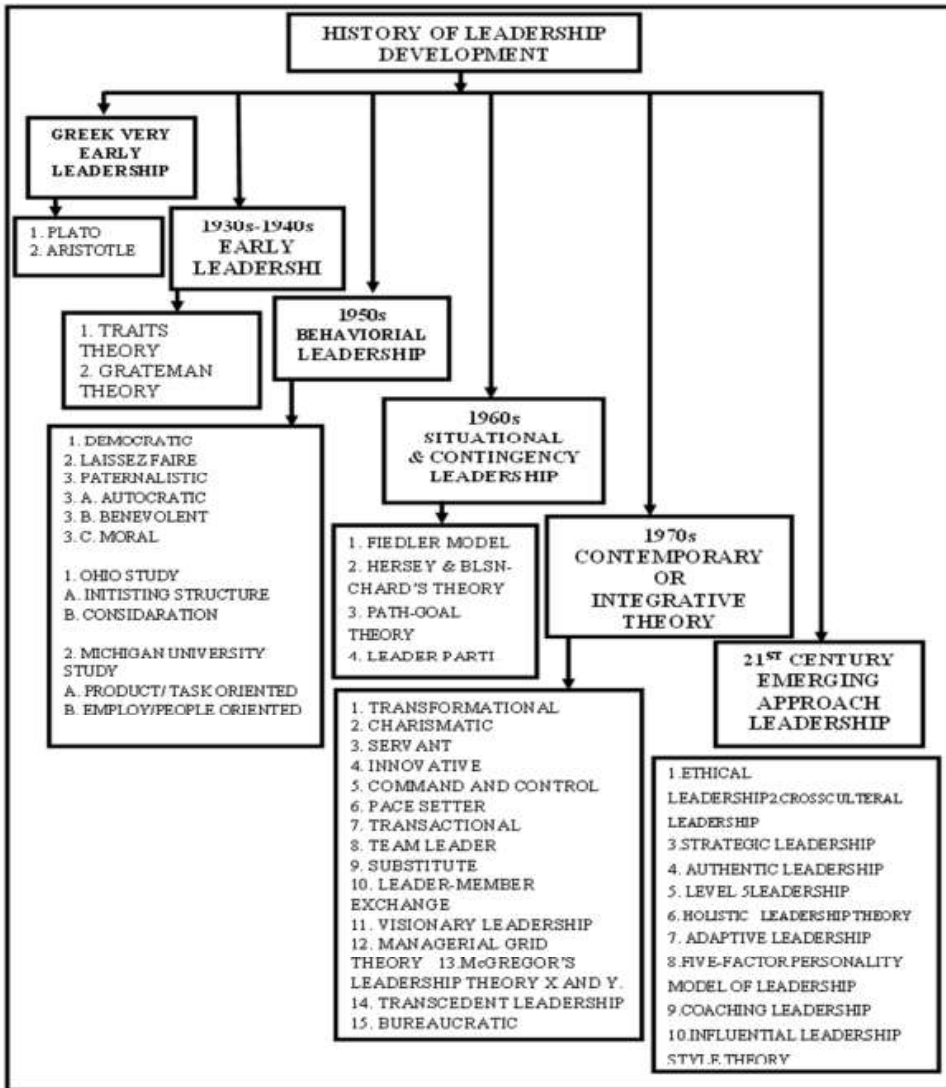 HISTORY OF LEADERSHIP
DEVELOPMENT
GREEK VERY
EARLY
LEADERSHIP
1. PLATO
2. ARISTOTLE
1930s-1940s
EARLY
LEADERSHI
1. TRAITS
THEORY
2. GRATEMAN
THEORY
1950s
BEHAVIORIAL
LEADERSHIP
1. DEMOCRATIC
2. LAISSEZ FAIRE
3. PATERNALISTIC
3. A. AUTOCRATIC
3. B. BENEVOLENT
3. C. MORAL
1. OHIO STUDY
A. INITISTING STRUCTURE
B. CONSIDARATION
2. MICHIGAN UNIVERSITY
STUDY
A. PRODUCT/ TASK ORIENTED
B. EMPLOY/PEOPLE ORIENTED
1960s
SITUATIONAL
& CONTINGENCY
LEADERSHIP
1. FIEDLER MODEL
2. HERSEY & BLSN-
CHARD'S THEORY
3. PATH-GOAL
THEORY
4. LEADER PARTI
1970s
CONTEMPORARY
OR
INTEGRATIVE
THEORY
1. TRANSFORMATIONAL
2. CHARISMATIC
3. SERVANT
4. INNOVATIVE
5. COMMAND AND CONTROL
6. PACE SETTER
7. TRANSACTIONAL
8. TEAM LEADER
9. SUBSTITUTE
10. LEADER-MEMBER
EXCHANGE
11. VISIONARY LEADERSHIP
12. MANAGERIAL GRID
THEORY 13.McGREGOR'S
LEADERSHIP THEORY X AND Y.
14. TRANSCEDENT LEADERSHIP
15. BUREAUCRATIC
21ST CENTURY
EMERGING
APPROACH
LEADERSHIP
1.ETHICAL
LEADERSHIP2.CROSSCULTERAL
LEADERSHIP
3.STRATEGIC LEADERSHIP
4. AUTHENTIC LEADERSHIP
5. LEVEL 5LEADERSHIP
6. HOLISTIC LEADERSHIP THEORY
7. ADAPTIVE LEADERSHIP
8.FIVE-FACTOR PERSONALITY
MODEL OF LEADERSHIP
9.COACHING LEADERSHIP
10.INFLUENTIAL LEADERSHIP
STYLE THEORY